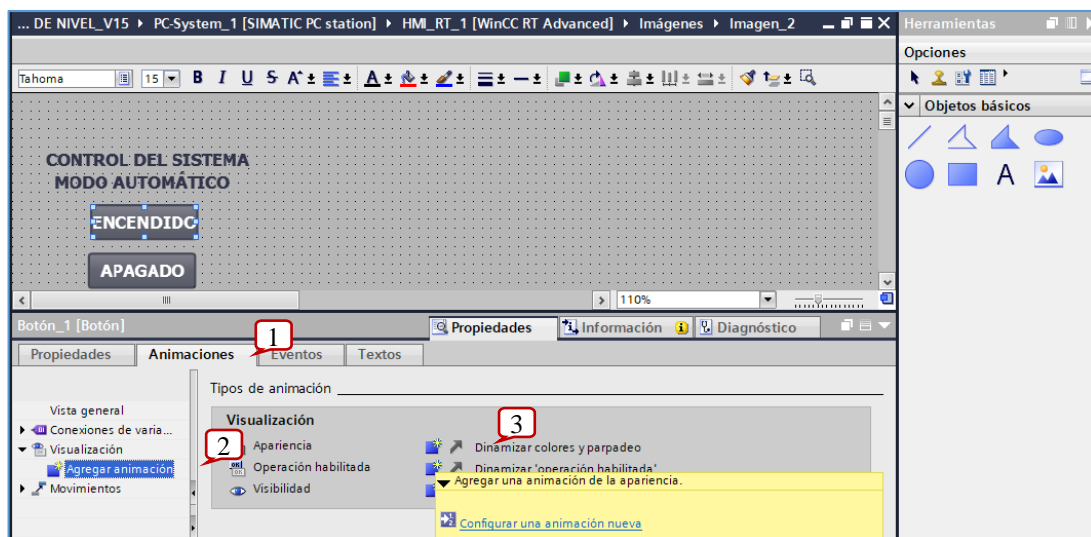 ... DE NIVEL_V15 ▸ PC-System_1 [SIMATIC PC station] ▸ HMI_RT_1 [WinCC RT Advanced] ▸ Imágenes ▸ Imagen_2
Herramientas
Opciones
Tahoma 15 B I U S A A
Objetos básicos
A
CONTROL DEL SISTEMA
MODO AUTOMÁTICO
ENCENDIDO
APAGADO
110%
Botón_1 [Botón]
Propiedades Información Diagnóstico
1
Propiedades Animaciones Eventos Textos
Tipos de animación
Vista general
Conexiones de varia...
Visualización
Agregar animación
Movimientos
2
Visualización
3
Apariencia Dinamizar colores y parpadeo
Operación habilitada Dinamizar 'operación habilitada'
Visibilidad
Agregar una animación de la apariencia.
Configurar una animación nueva